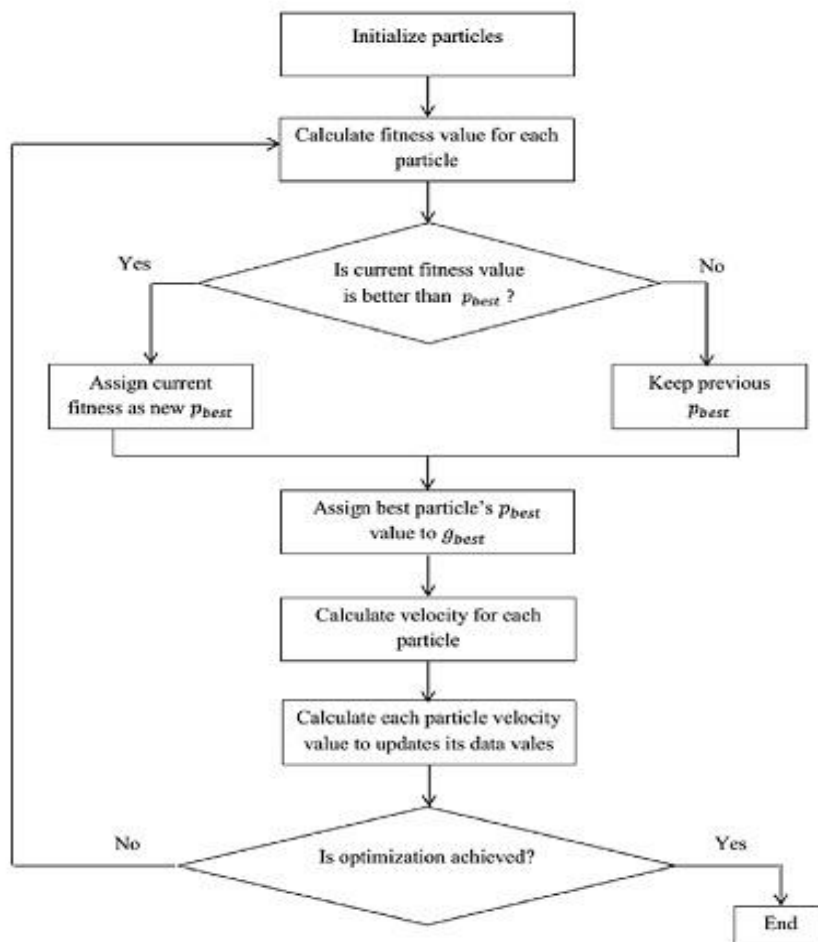 Initialize particles
Calculate fitness value for each
particle
Yes
Is current fitness value
is better than p_best ?
No
Assign current
fitness as new p_best
Keep previous
p_best
Assign best particle's p_best
value to g_best
Calculate velocity for each
particle
Calculate each particle velocity
value to updates its data vales
No
Is optimization achieved?
Yes
End